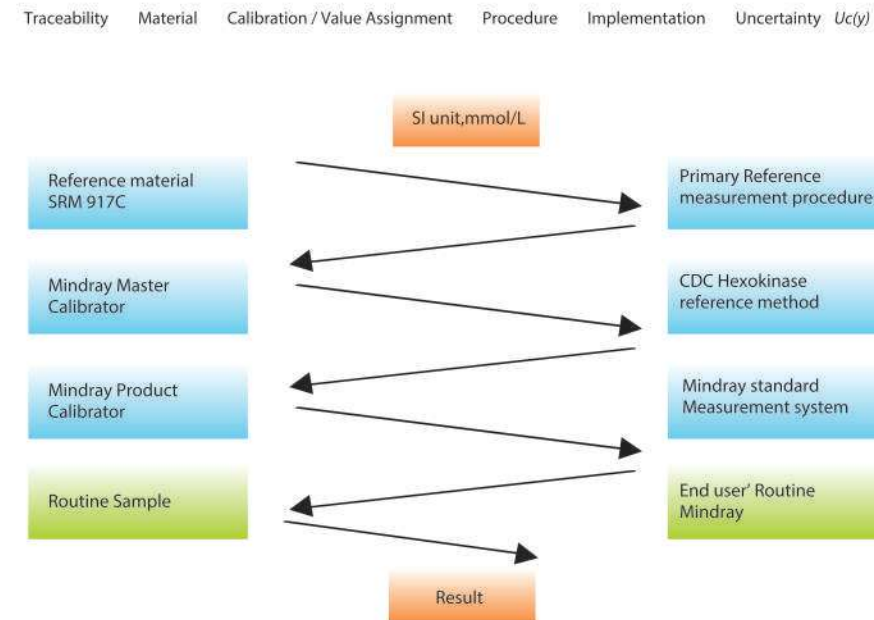 Traceability Material Calibration / Value Assignment Procedure Implementation Uncertainty Uc(y)
SI unit,mmol/L
Reference material
SRM 917C
Primary Reference
measurement procedure
Mindray Master
Calibrator
CDC Hexokinase
reference method
Mindray Product
Calibrator
Mindray standard
Measurement system
Routine Sample
End user' Routine
Mindray
Result